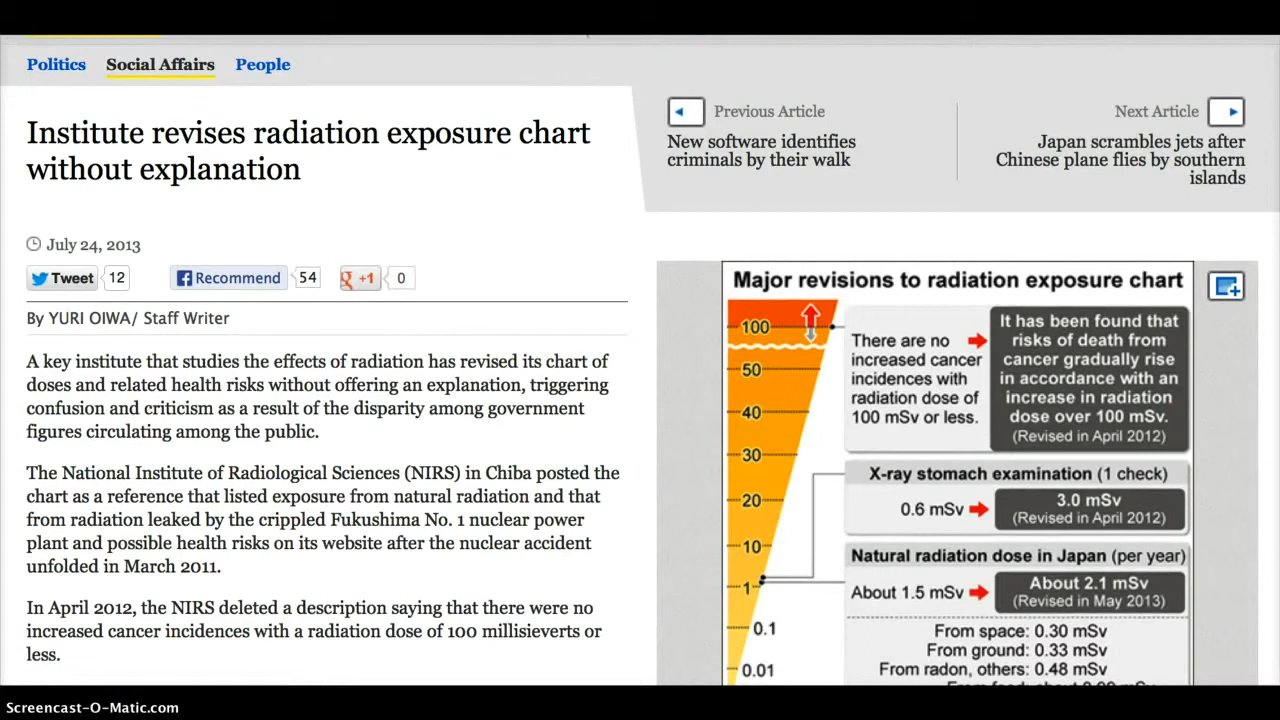 Politics Social Affairs People
Institute revises radiation exposure chart
without explanation
July 24, 2013
Tweet 12 Recommend 54 +1 0
By YURI OIWA/ Staff Writer
A key institute that studies the effects of radiation has revised its chart of
doses and related health risks without offering an explanation, triggering
confusion and criticism as a result of the disparity among government
figures circulating among the public.
The National Institute of Radiological Sciences (NIRS) in Chiba posted the
chart as a reference that listed exposure from natural radiation and that
from radiation leaked by the crippled Fukushima No. 1 nuclear power
plant and possible health risks on its website after the nuclear accident
unfolded in March 2011.
In April 2012, the NIRS deleted a description saying that there were no
increased cancer incidences with a radiation dose of 100 millisieverts or
less.
Previous Article
New software identifies
criminals by their walk
Next Article
Japan scrambles jets after
Chinese plane flies by southern
islands
Major revisions to radiation exposure chart
100
50
40
30
20
10
1
0.1
0.01
There are no
increased cancer
incidences with
radiation dose of
100 mSv or less.
It has been found that
risks of death from
cancer gradually rise
in accordance with an
increase in radiation
dose over 100 mSv.
(Revised in April 2012)
X-ray stomach examination (1 check)
0.6 mSv
3.0 mSv
(Revised in April 2012)
Natural radiation dose in Japan (per year)
About 1.5 mSv
About 2.1 mSv
(Revised in May 2013)
From space: 0.30 mSv
From ground: 0.33 mSv
From radon, others: 0.48 mSv
Screencast-O-Matic.com